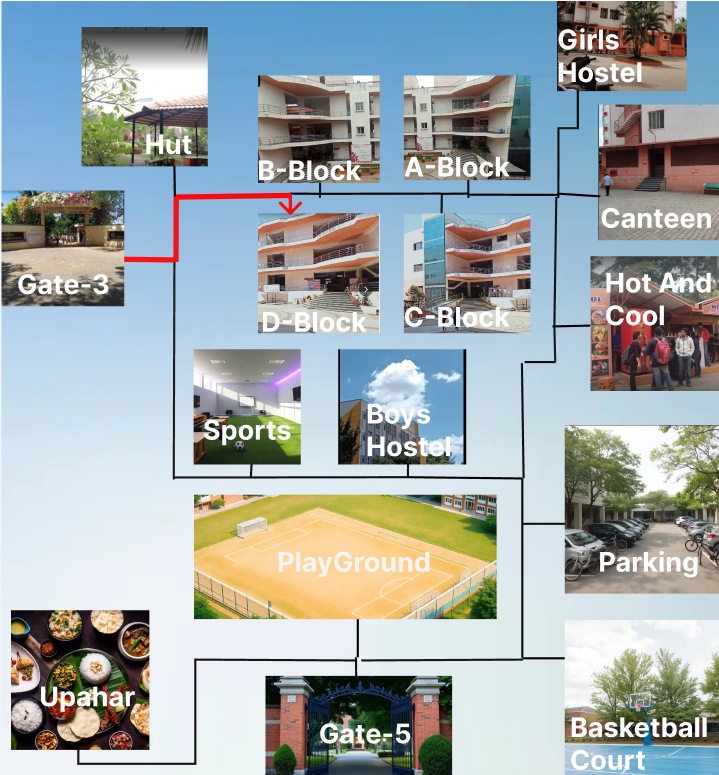 Girls
Hostel
Hut
B-Block
A-Block
Canteen
Gate-3
Hot And
Cool
D-Block
C-Block
Sports
Boys
Hostel
PlayGround
Parking
Upahar
Gate-5
Basketball
Court